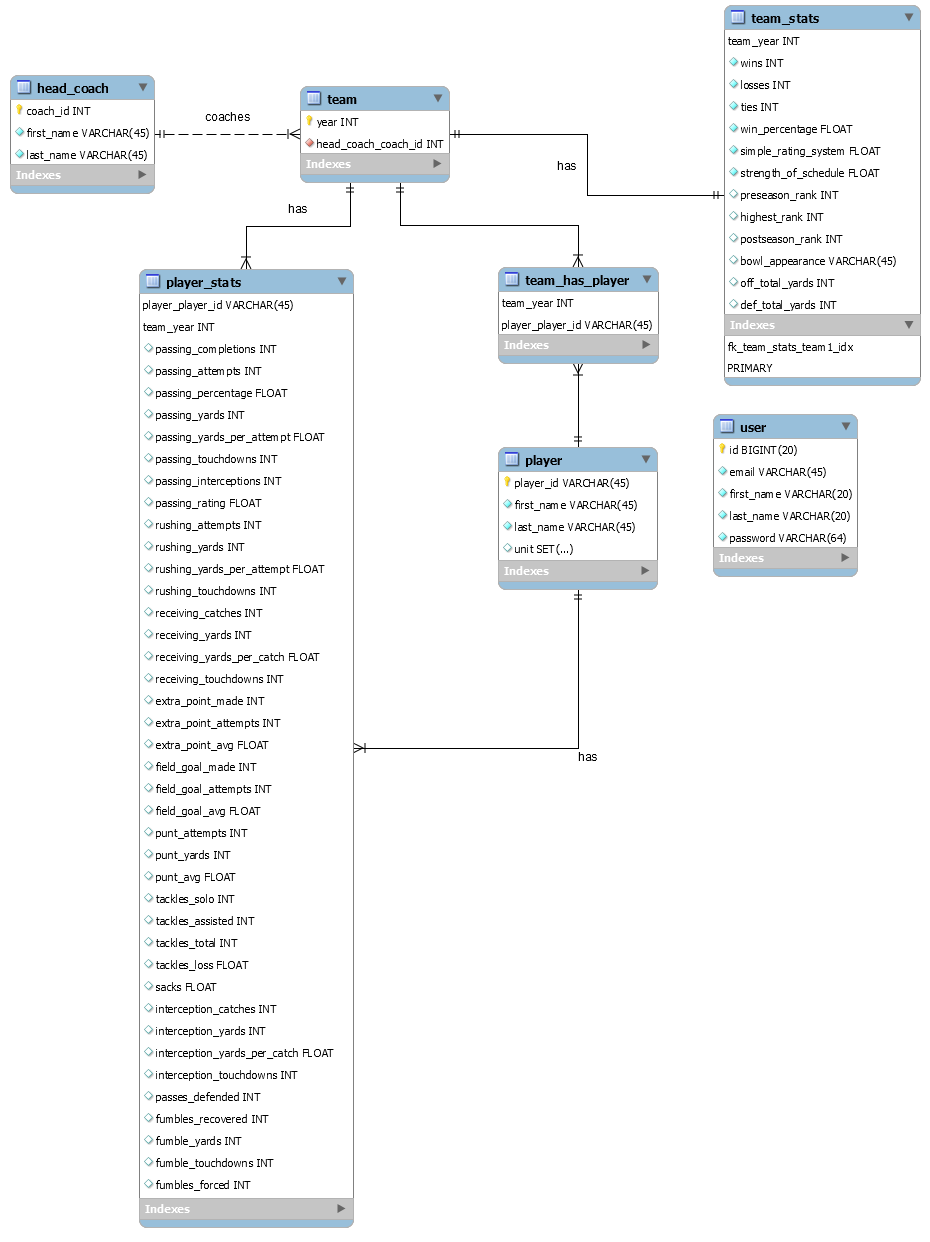 head_coach
coach_id INT
first_name VARCHAR(45)
last_name VARCHAR(45)
Indexes
coaches
team
year INT
head_coach_coach_id INT
Indexes
has
has
team_stats
team_year INT
wins INT
losses INT
ties INT
win_percentage FLOAT
simple_rating_system FLOAT
strength_of_schedule FLOAT
preseason_rank INT
highest_rank INT
postseason_rank INT
bowl_appearance VARCHAR(45)
off_total_yards INT
def_total_yards INT
Indexes
fk_team_stats_team1_idx
PRIMARY
player_stats
player_player_id VARCHAR(45)
team_year INT
passing_completions INT
passing_attempts INT
passing_percentage FLOAT
passing_yards INT
passing_yards_per_attempt FLOAT
passing_touchdowns INT
passing_interceptions INT
passing_rating FLOAT
rushing_attempts INT
rushing_yards INT
rushing_yards_per_attempt FLOAT
rushing_touchdowns INT
receiving_catches INT
receiving_yards INT
receiving_yards_per_catch FLOAT
receiving_touchdowns INT
extra_point_made INT
extra_point_attempts INT
extra_point_avg FLOAT
field_goal_made INT
field_goal_attempts INT
field_goal_avg FLOAT
punt_attempts INT
punt_yards INT
punt_avg FLOAT
tackles_solo INT
tackles_assisted INT
tackles_total INT
tackles_loss FLOAT
sacks FLOAT
interception_catches INT
interception_yards INT
interception_yards_per_catch FLOAT
interception_touchdowns INT
passes_defended INT
fumbles_recovered INT
fumble_yards INT
fumble_touchdowns INT
fumbles_forced INT
Indexes
team_has_player
team_year INT
player_player_id VARCHAR(45)
Indexes
player
player_id VARCHAR(45)
first_name VARCHAR(45)
last_name VARCHAR(45)
unit SET(...)
Indexes
has
user
id BIGINT(20)
email VARCHAR(45)
first_name VARCHAR(20)
last_name VARCHAR(20)
password VARCHAR(64)
Indexes